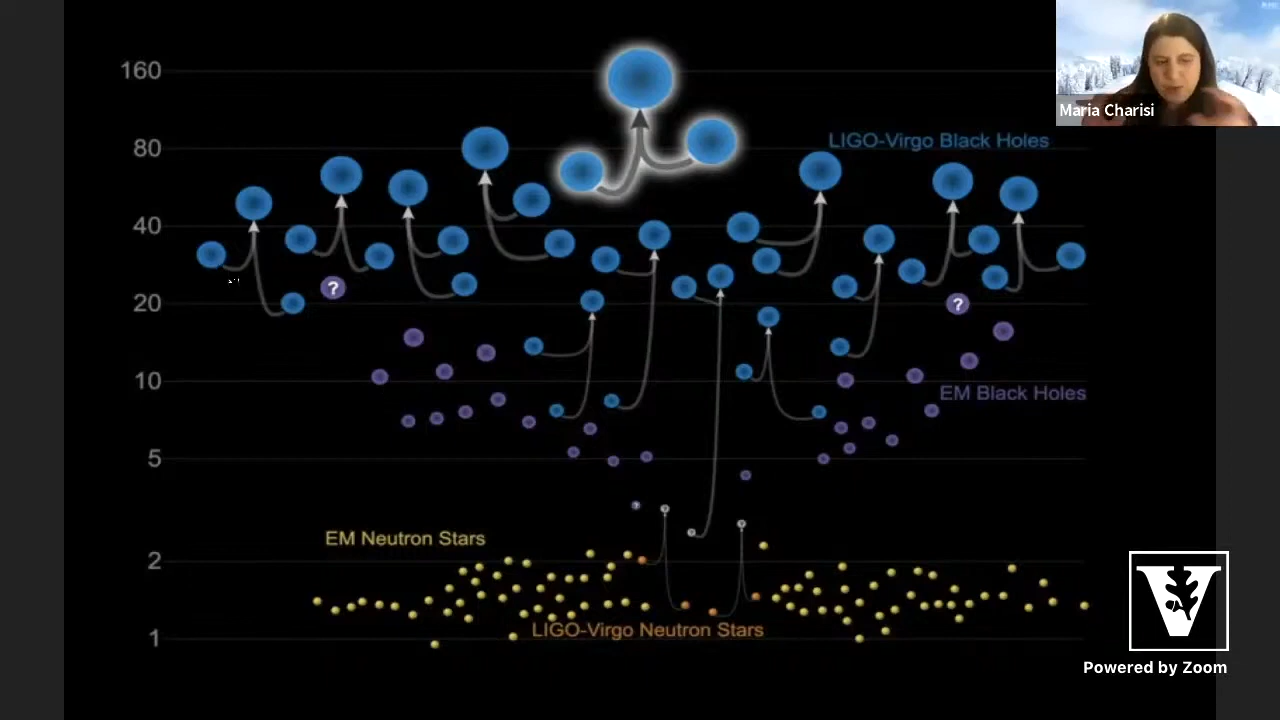 160
80
40
20
10
5
2
1
LIGO-Virgo Black Holes
?
?
EM Black Holes
EM Neutron Stars
LIGO-Virgo Neutron Stars
Maria Charisi
V
Powered by Zoom